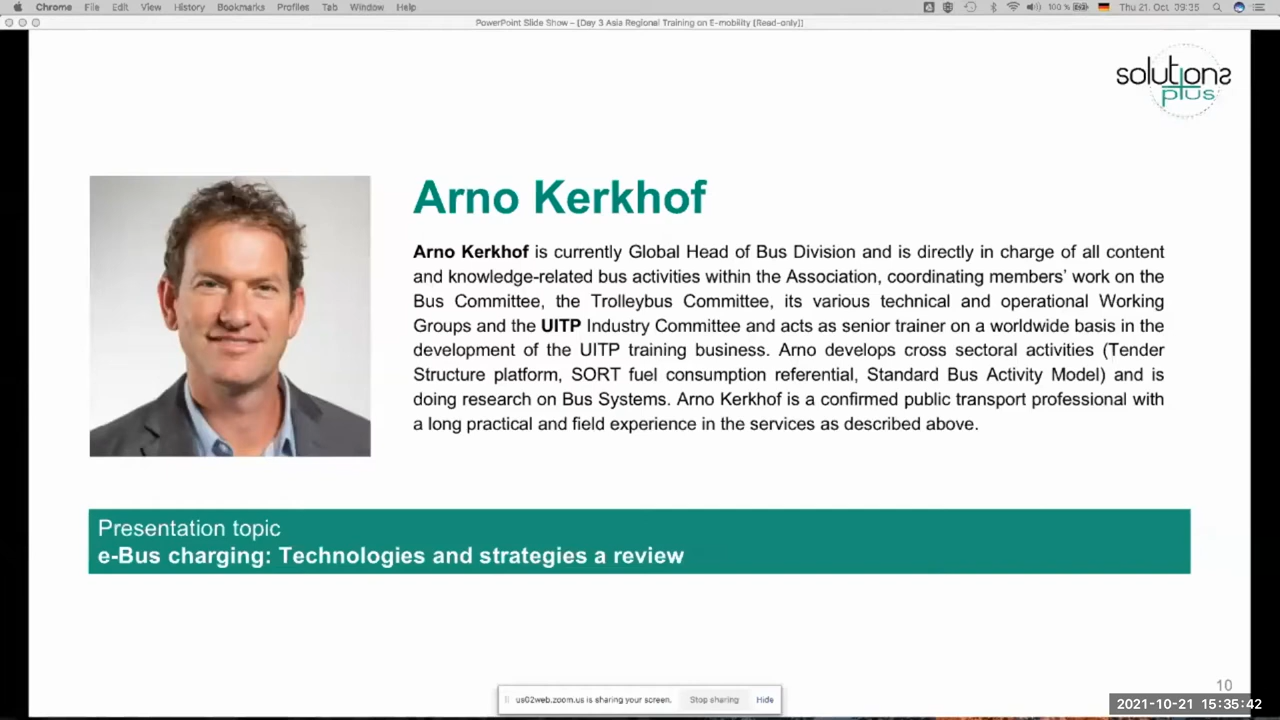 Chrome File Edit View History Bookmarks Profiles Tab Window Help 100 % Thu 21. Oct 09:35
PowerPoint Slide Show - [Day 3 Asia Regional Training on E-mobility [Read-only]]
solutions
plus
Arno Kerkhof
Arno Kerkhof is currently Global Head of Bus Division and is directly in charge of all content
and knowledge-related bus activities within the Association, coordinating members' work on the
Bus Committee, the Trolleybus Committee, its various technical and operational Working
Groups and the UITP Industry Committee and acts as senior trainer on a worldwide basis in the
development of the UITP training business. Arno develops cross sectoral activities (Tender
Structure platform, SORT fuel consumption referential, Standard Bus Activity Model) and is
doing research on Bus Systems. Arno Kerkhof is a confirmed public transport professional with
a long practical and field experience in the services as described above.
Presentation topic
e-Bus charging: Technologies and strategies a review
10
us02web.zoom.us is sharing your screen. Stop sharing Hide
2021-10-21 15:35:42